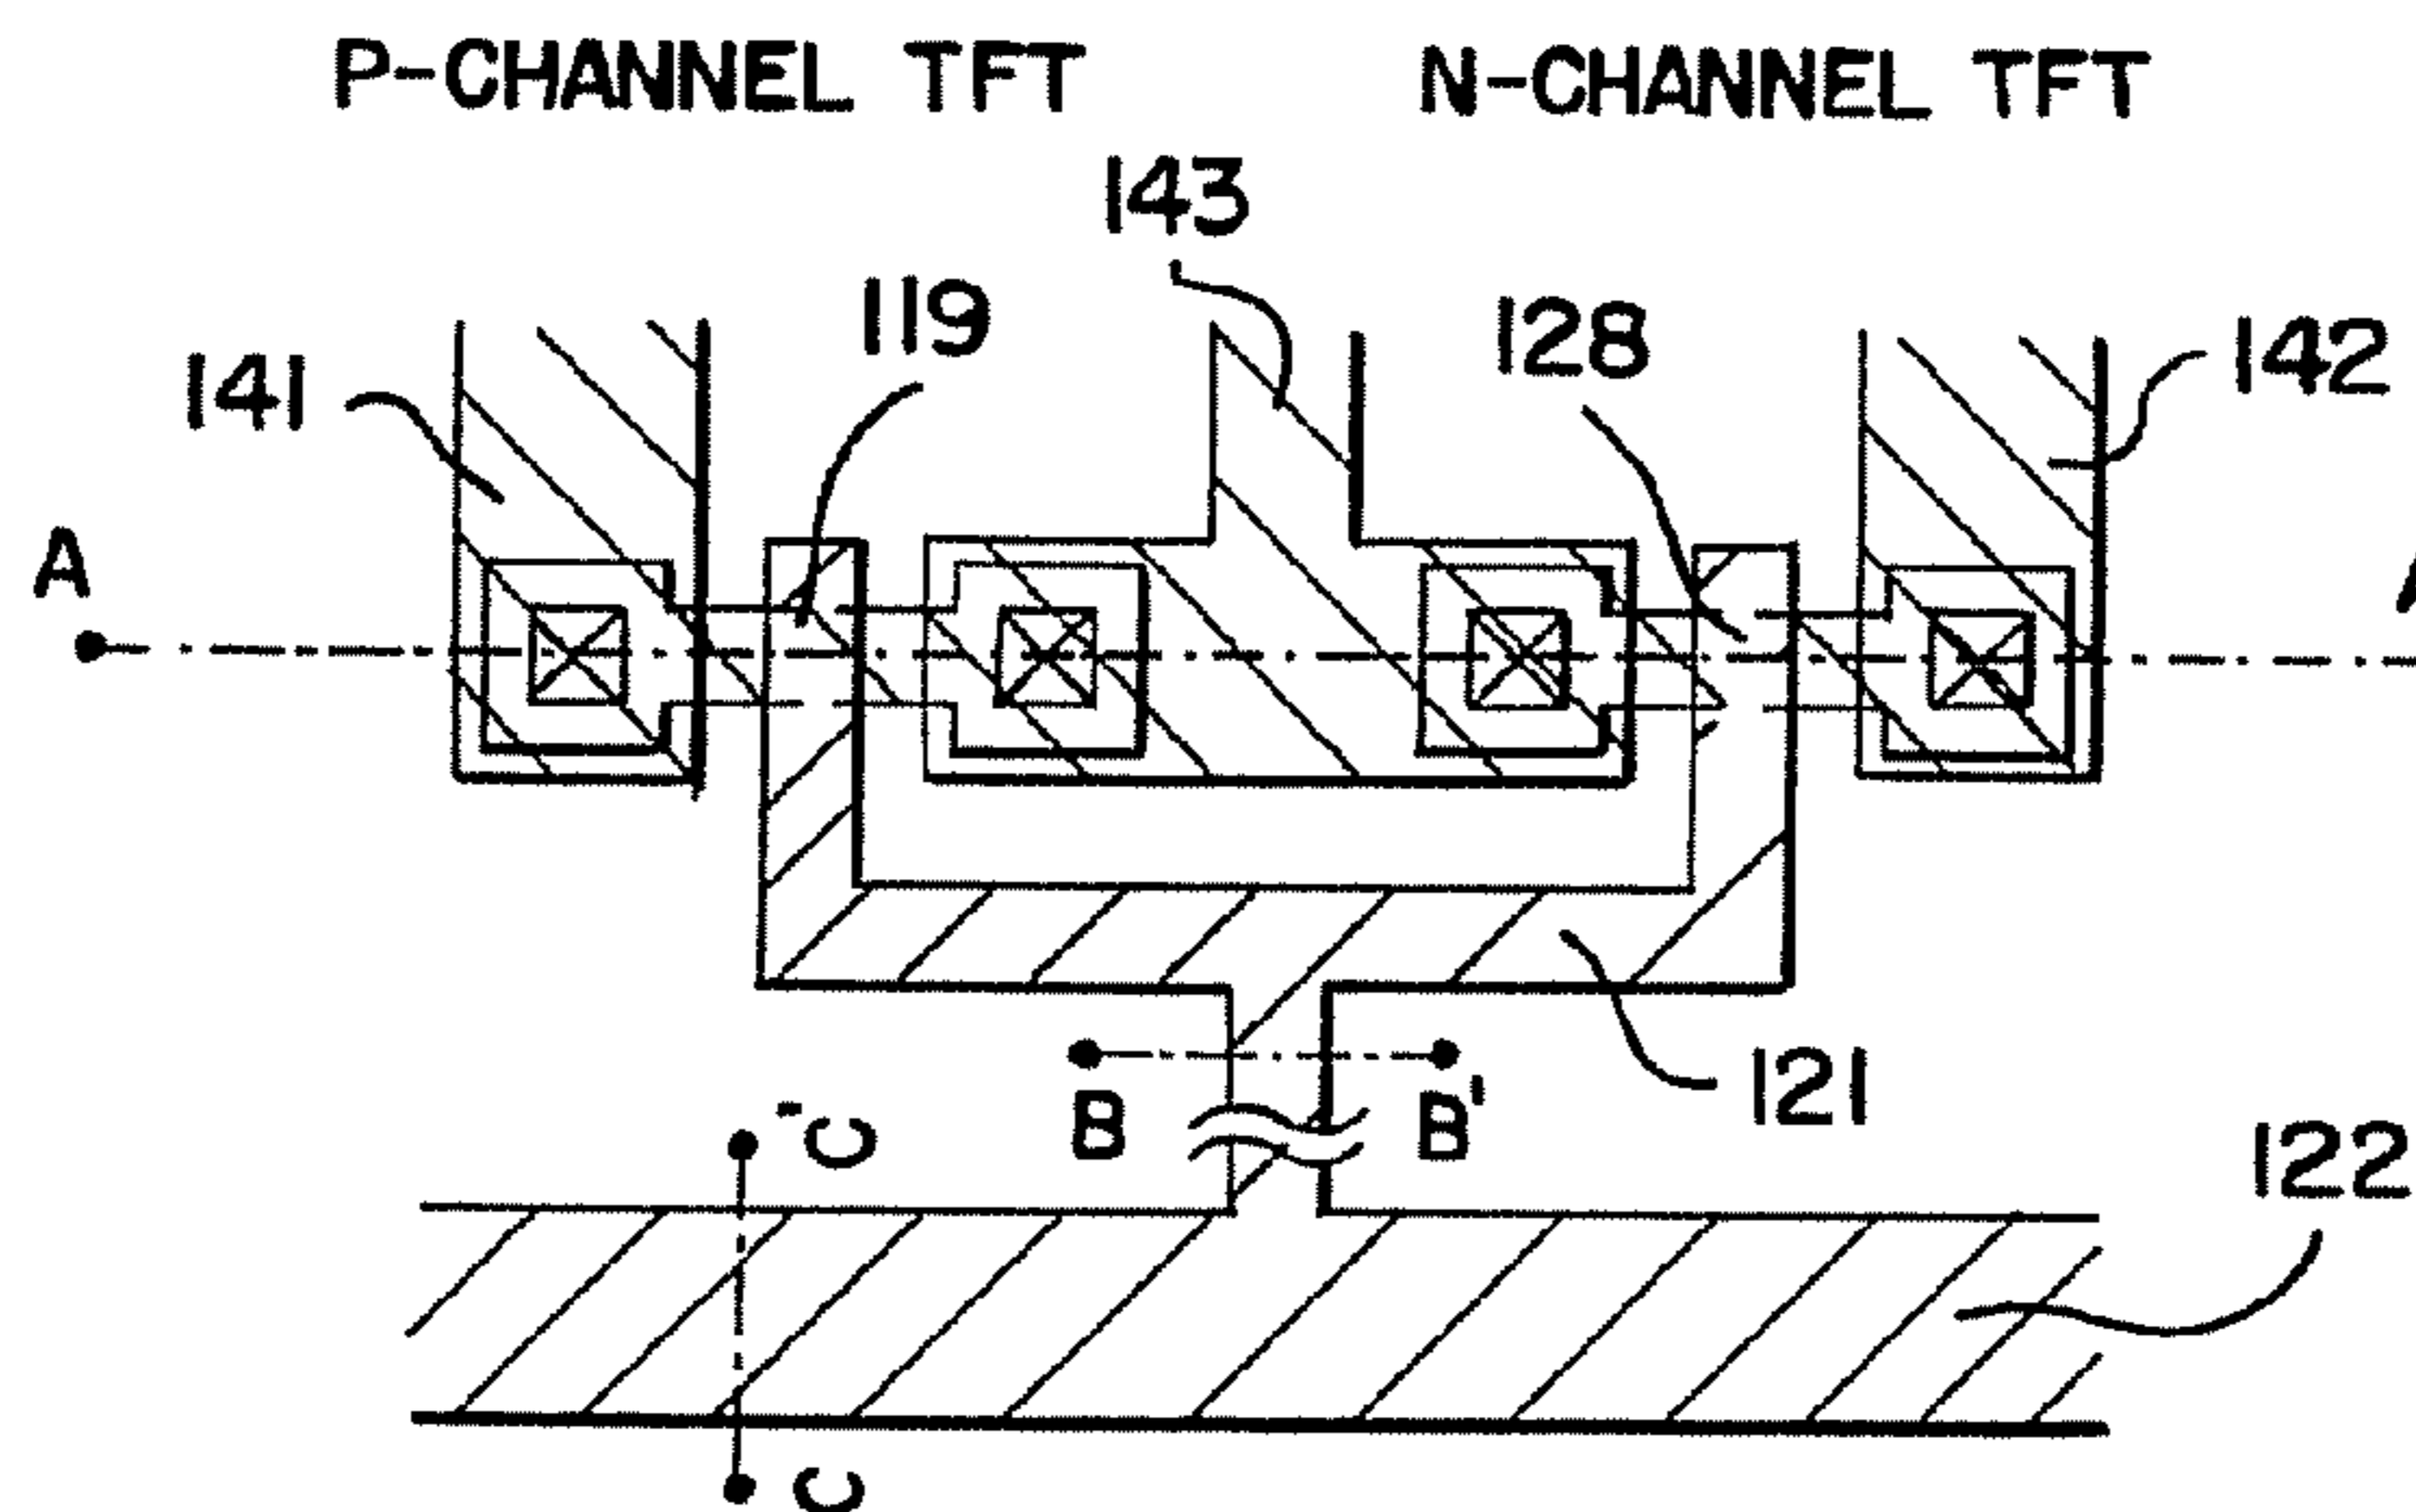 P-CHANNEL TFT
N-CHANNEL TFT
143
119
128
142
141
A
B
B'
121
C'
122
C